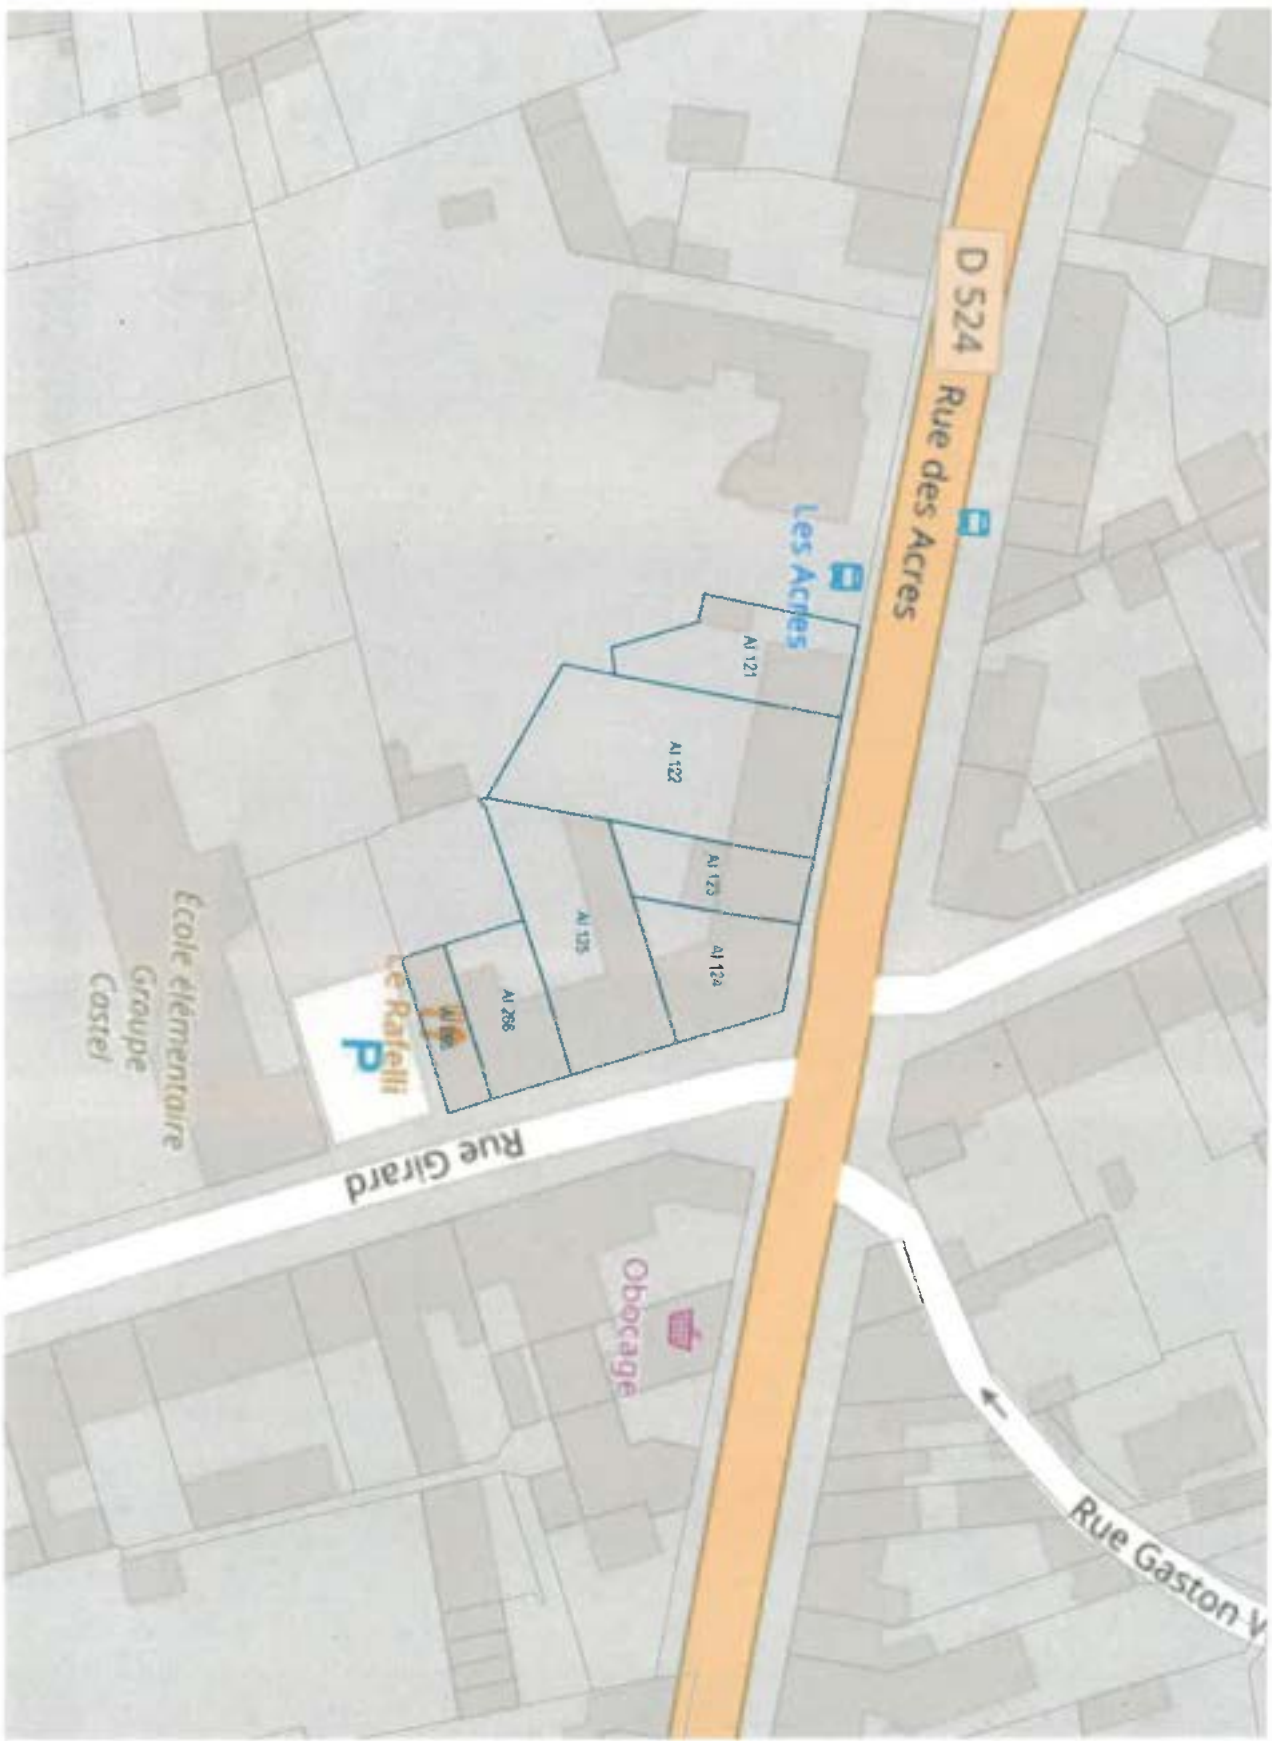 D 524
Rue des Acres
Les Acres
AI 121
AI 122
AI 123
AI 124
AI 125
AI 266
Le Rafelli
P
École élémentaire
Groupe
Castel
Rue Girard
Obocage
Rue Gaston V